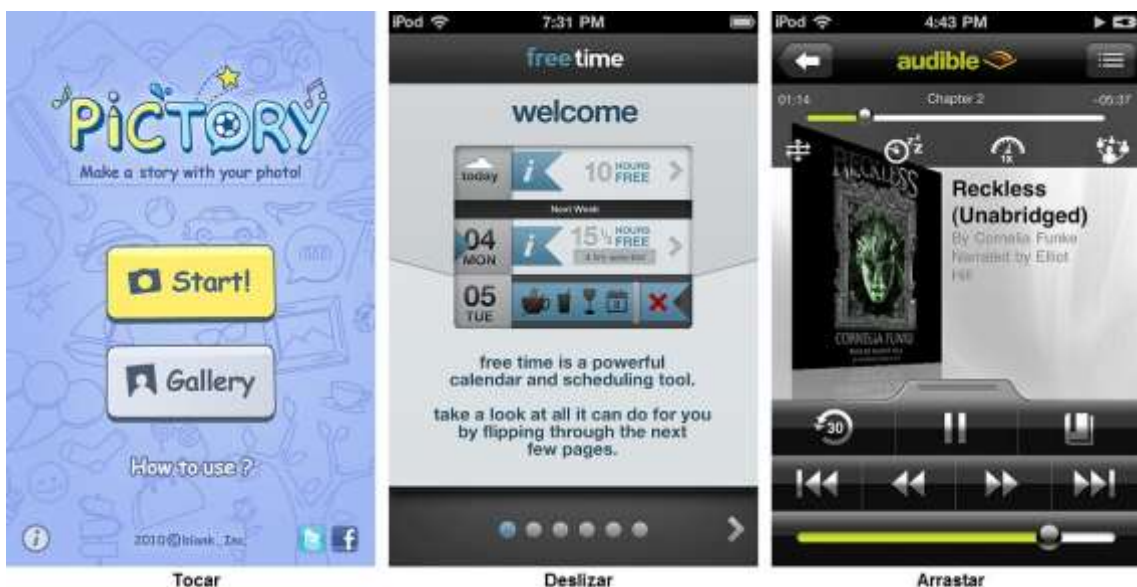 PiCTORY
Make a story with your photo!
Start!
Gallery
How to use ?
2010©
Inc.
Tocar
iPod 7:31 PM
free time
welcome
today
10 HOURS FREE
Next Week
04 MON
15½ HOURS FREE
05 TUE
free time is a powerful
calendar and scheduling tool.
take a look at all it can do for you
by flipping through the next
few pages.
Deslizar
iPod 4:43 PM
audible
01:14 Chapter 2 -05:37
1X
RECKLESS
CORNELIA FUNKE
Reckless
(Unabridged)
By Cornelia Funke
Narrated by Elliot
Hill
30
Arrastar